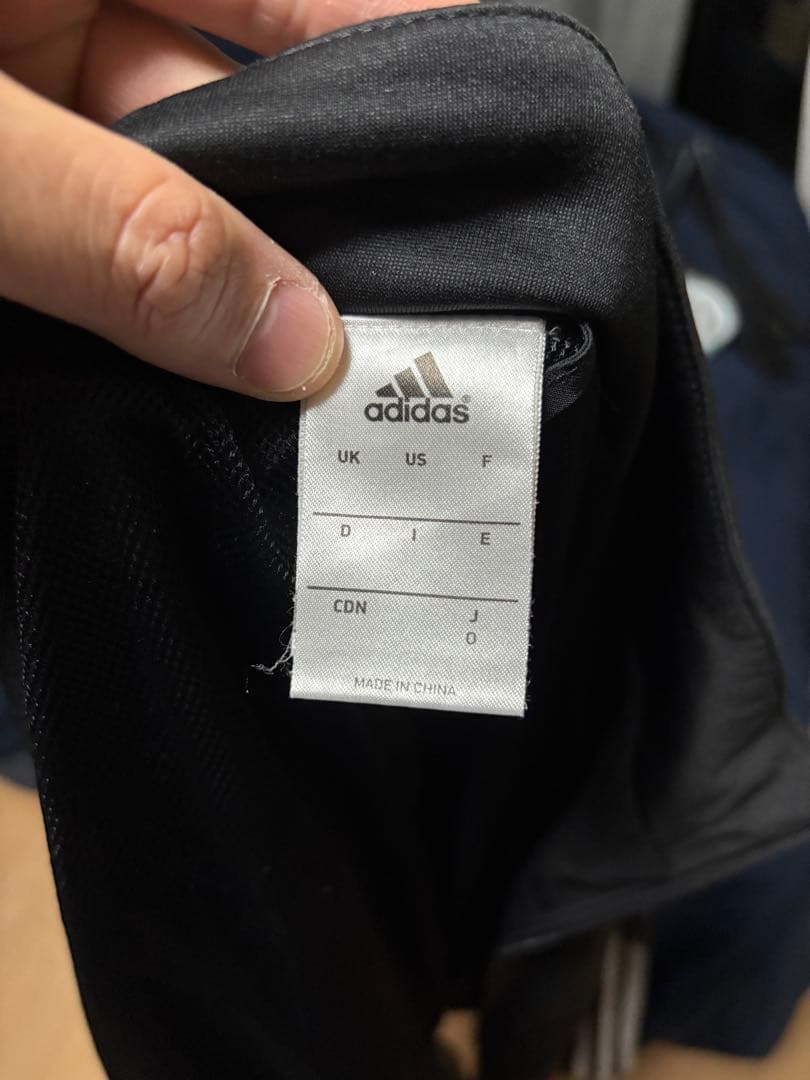 adidas®
UK US F
D I E
CDN J
O
MADE IN CHINA